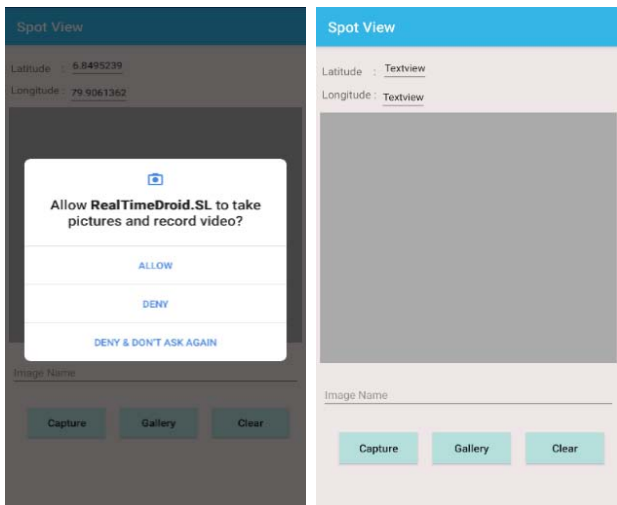 Spot View
Latitude : 6.8495239
Longitude : 79.9061362
Allow RealTimeDroid.SL to take
pictures and record video?
ALLOW
DENY
DENY & DON'T ASK AGAIN
Image Name
Capture Gallery Clear
Spot View
Latitude : Textview
Longitude : Textview
Image Name
Capture Gallery Clear